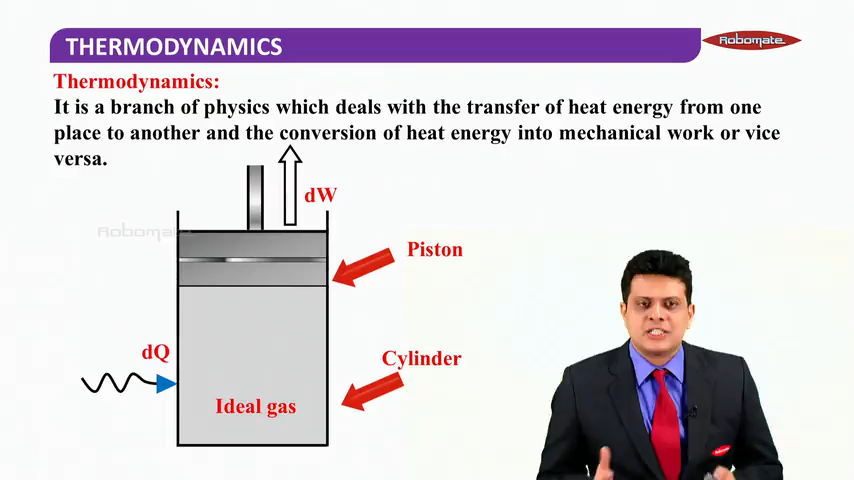 THERMODYNAMICS
Robomate
Thermodynamics:
It is a branch of physics which deals with the transfer of heat energy from one
place to another and the conversion of heat energy into mechanical work or vice
versa.
dW
Robomate
Piston
dQ
Cylinder
Ideal gas
Robomate